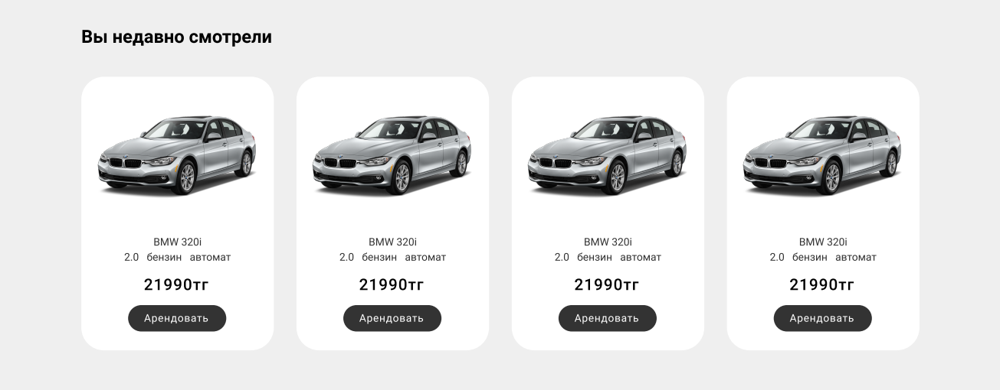 Вы недавно смотрели
BMW 320i
2.0 бензин автомат
21990тг
Арендовать
BMW 320i
2.0 бензин автомат
21990тг
Арендовать
BMW 320i
2.0 бензин автомат
21990тг
Арендовать
BMW 320i
2.0 бензин автомат
21990тг
Арендовать